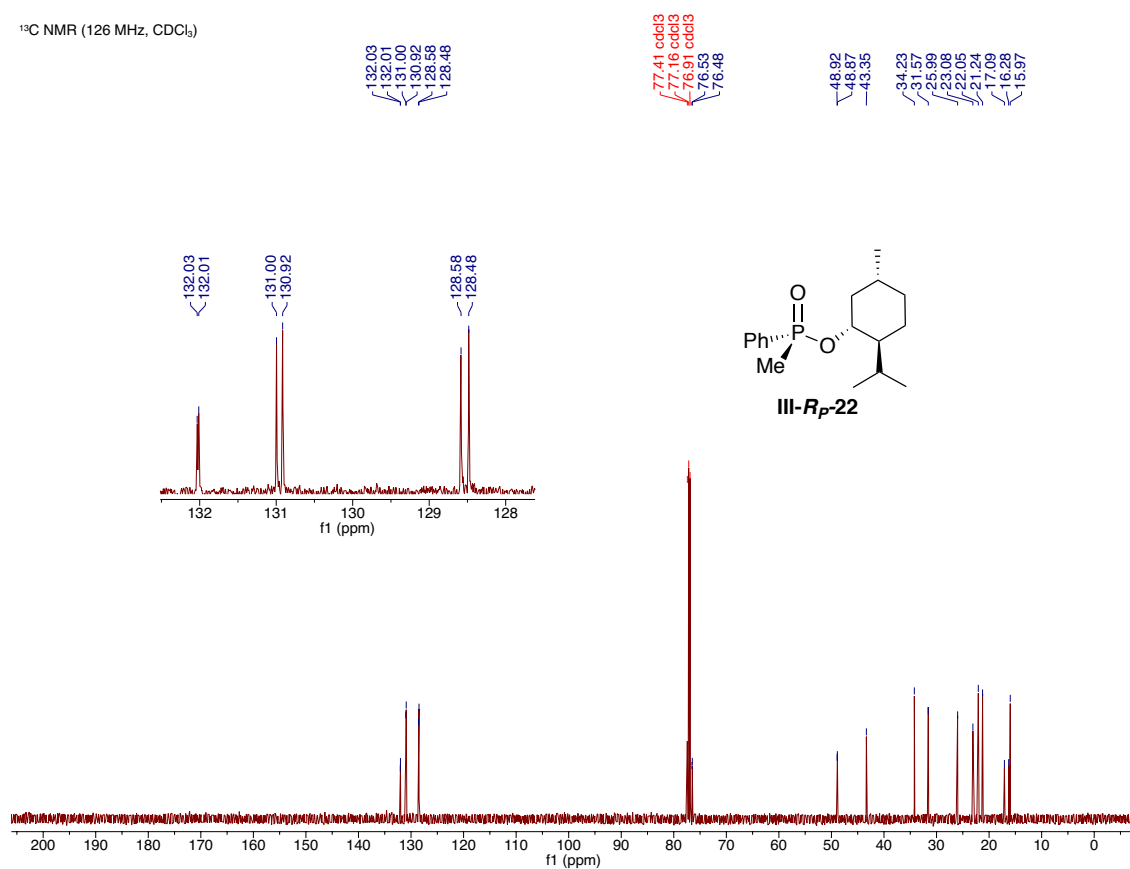 ¹³C NMR (126 MHz, CDCl₃)
132.03
132.01
131.00
130.92
128.58
128.48
77.41 cdcl3
77.16 cdcl3
76.91 cdcl3
76.53
76.48
48.92
48.87
43.35
34.23
31.57
25.99
23.08
22.05
21.24
17.09
16.28
15.97
132.03
132.01
131.00
130.92
128.58
128.48
132 131 130 129 128
f1 (ppm)
O
Ph P O
Me
III-R_P-22
200 190 180 170 160 150 140 130 120 110 100 90 80 70 60 50 40 30 20 10 0
f1 (ppm)